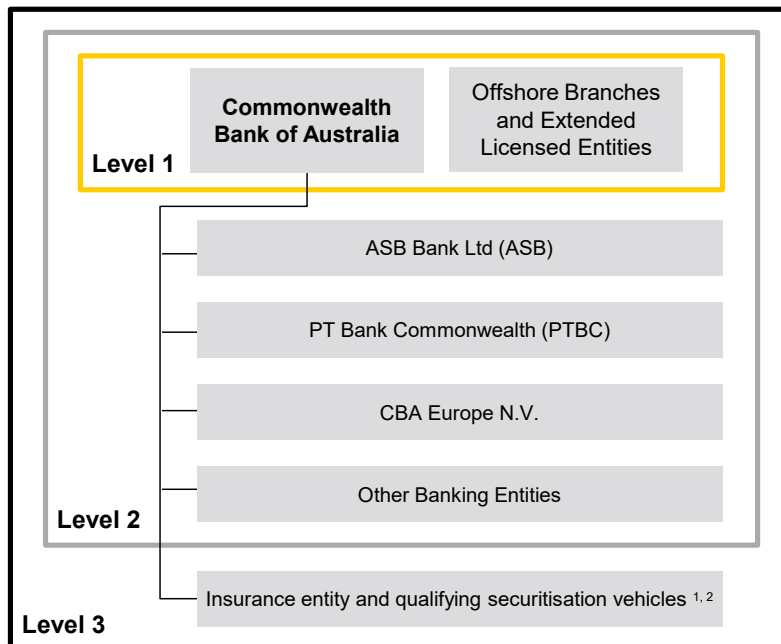 Commonwealth
Bank of Australia
Offshore Branches
and Extended
Licensed Entities
Level 1
ASB Bank Ltd (ASB)
PT Bank Commonwealth (PTBC)
CBA Europe N.V.
Other Banking Entities
Level 2
Insurance entity and qualifying securitisation vehicles 1, 2
Level 3